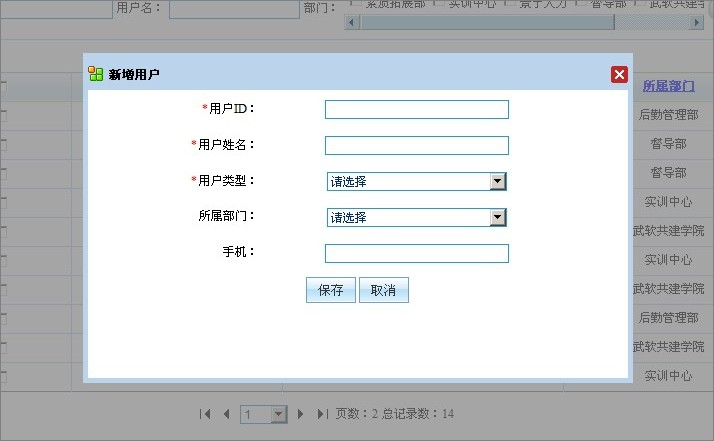 用户名： 部门： 素质拓展部 实训中心 督导部 武软共建学
新增用户
所属部门
*用户ID：
后勤管理部
*用户姓名：
督导部
督导部
*用户类型： 请选择
实训中心
所属部门： 请选择
武软共建学院
手机：
实训中心
保存 取消
武软共建学院
后勤管理部
武软共建学院
实训中心
1 页数：2 总记录数：14